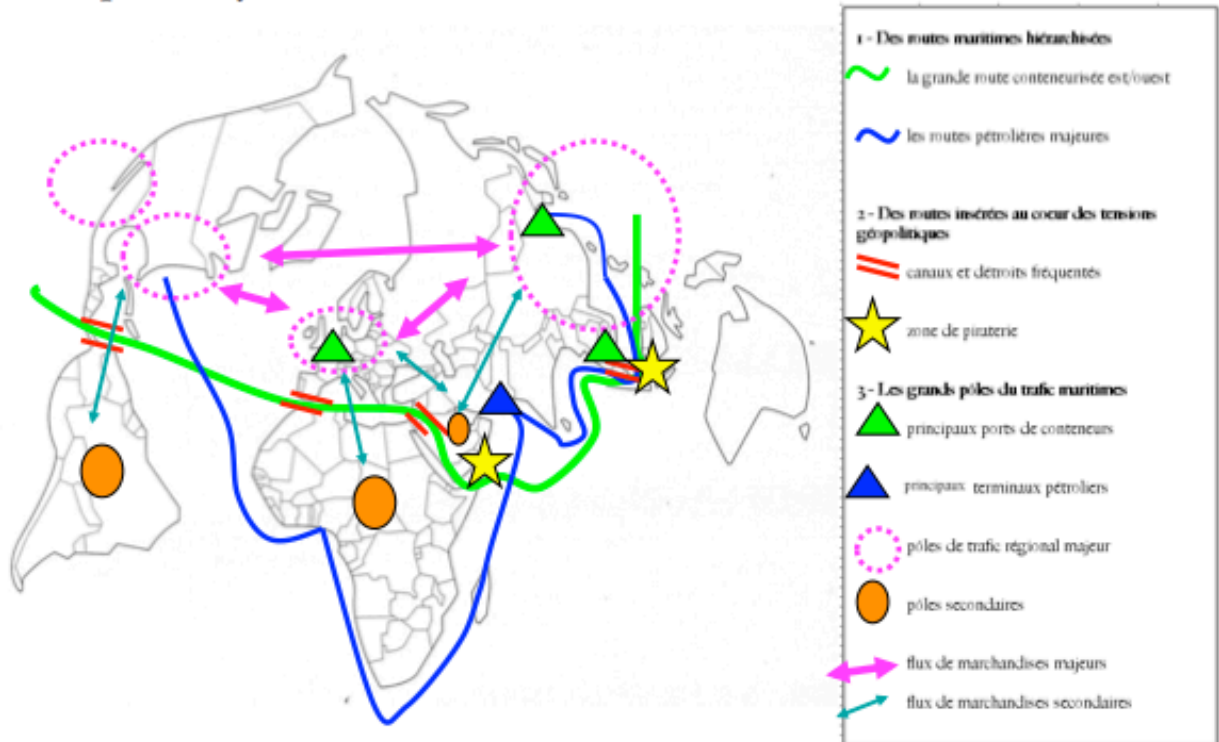 1 - Des routes maritimes hiérarchisées
la grande route conteneurisée est/ouest
les routes pétrolières majeures
2 - Des routes insérées au coeur des tensions
géopolitiques
canaux et détroits fréquentés
zone de piraterie
3 - Les grands pôles du trafic maritimes
principaux ports de conteneurs
principaux terminaux pétroliers
pôles de trafic régional majeur
pôles secondaires
flux de marchandises majeurs
flux de marchandises secondaires